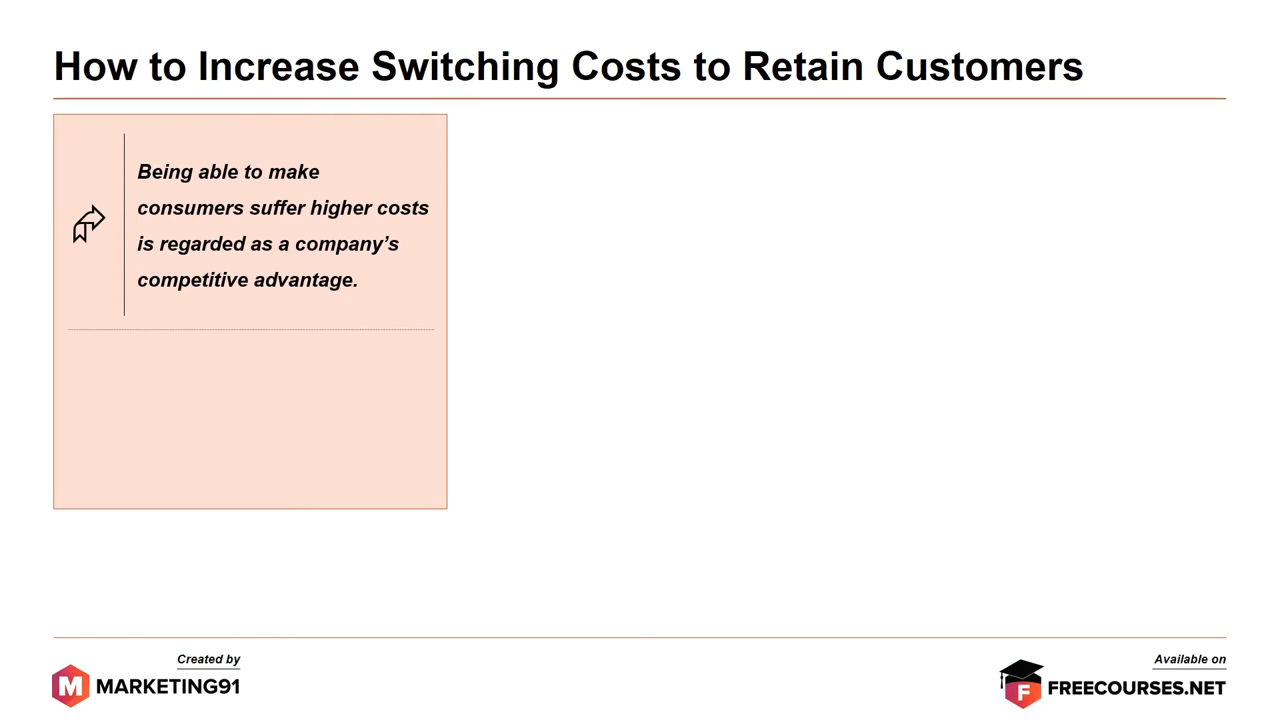 How to Increase Switching Costs to Retain Customers
Being able to make
consumers suffer higher costs
is regarded as a company’s
competitive advantage.
Created by
M MARKETING91
Available on
F FREECOURSES.NET